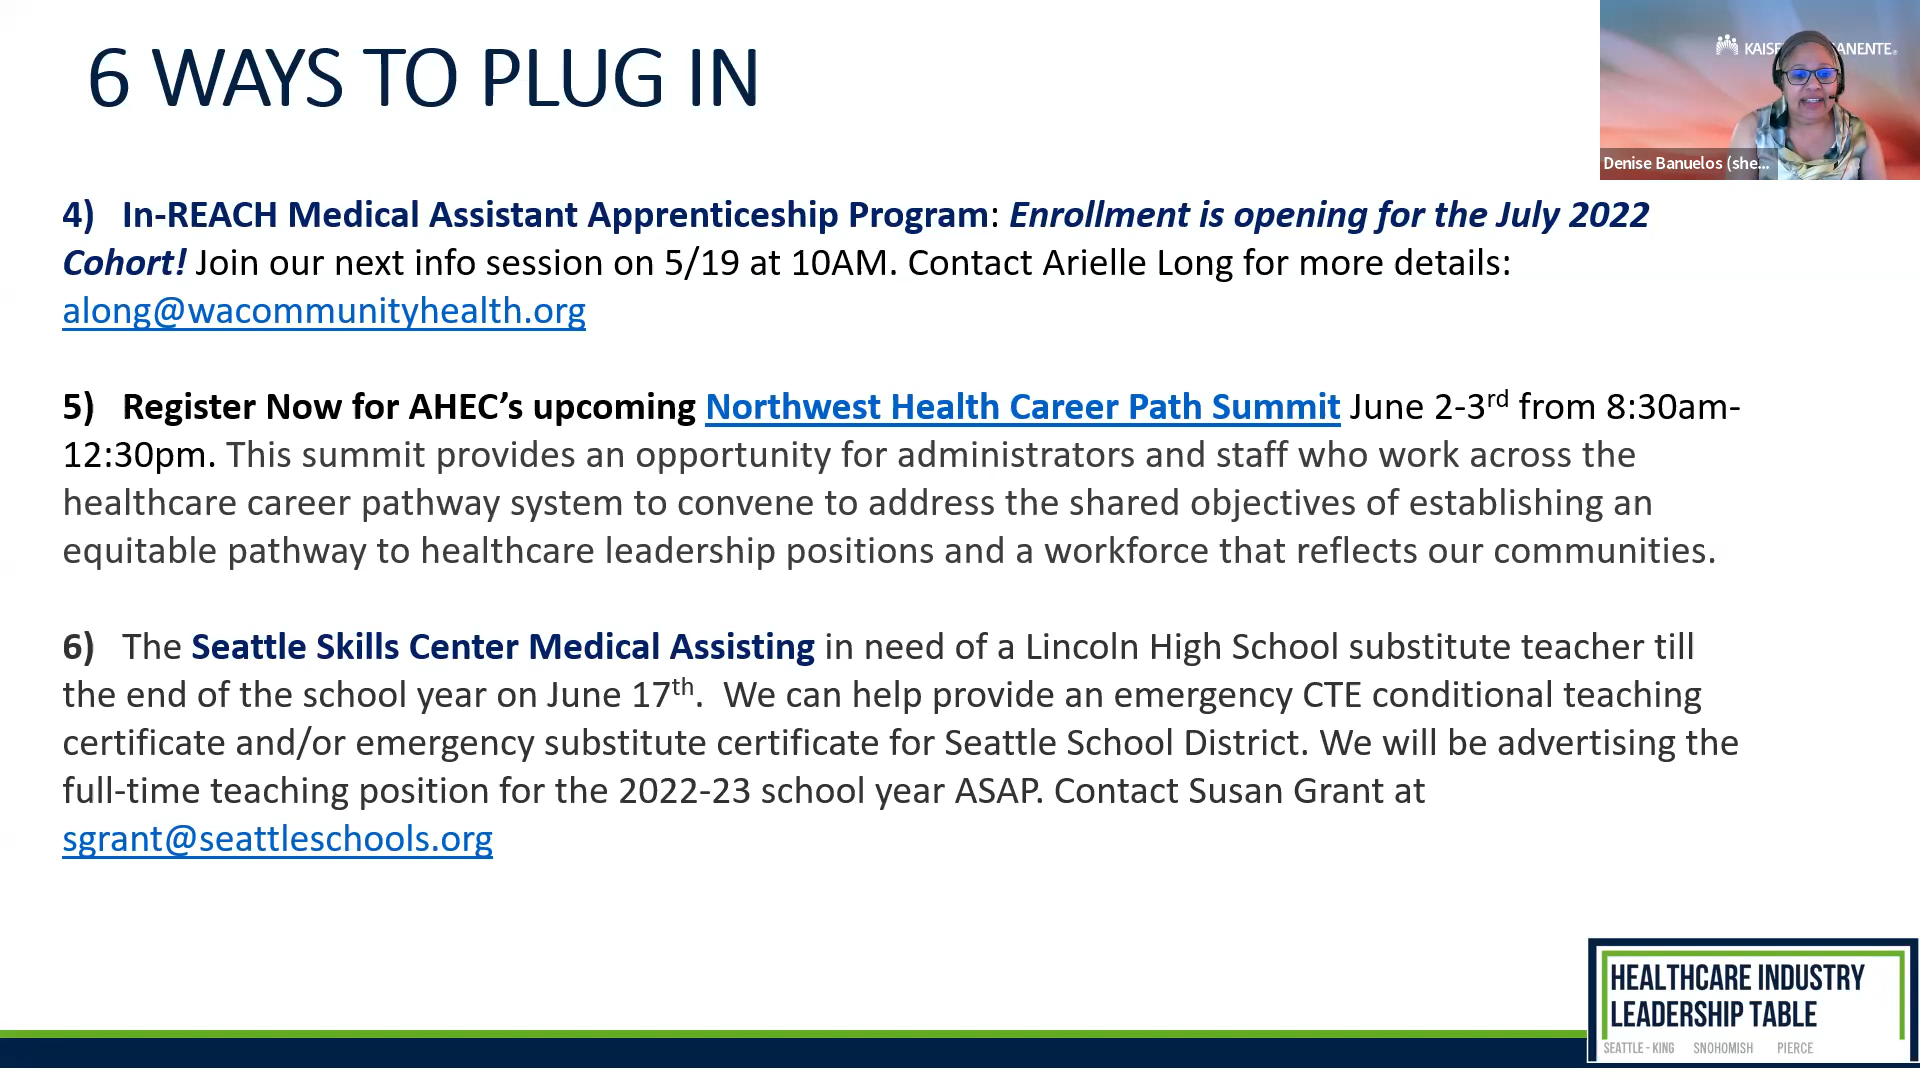 6 WAYS TO PLUG IN
KAISE ANENTE
Denise Banuelos (she...
4) In-REACH Medical Assistant Apprenticeship Program: Enrollment is opening for the July 2022
Cohort! Join our next info session on 5/19 at 10AM. Contact Arielle Long for more details:
along@wacommunityhealth.org
5) Register Now for AHEC’s upcoming Northwest Health Career Path Summit June 2-3rd from 8:30am-
12:30pm. This summit provides an opportunity for administrators and staff who work across the
healthcare career pathway system to convene to address the shared objectives of establishing an
equitable pathway to healthcare leadership positions and a workforce that reflects our communities.
6) The Seattle Skills Center Medical Assisting in need of a Lincoln High School substitute teacher till
the end of the school year on June 17th. We can help provide an emergency CTE conditional teaching
certificate and/or emergency substitute certificate for Seattle School District. We will be advertising the
full-time teaching position for the 2022-23 school year ASAP. Contact Susan Grant at
sgrant@seattleschools.org
HEALTHCARE INDUSTRY
LEADERSHIP TABLE
SEATTLE - KING SNOHOMISH PIERCE